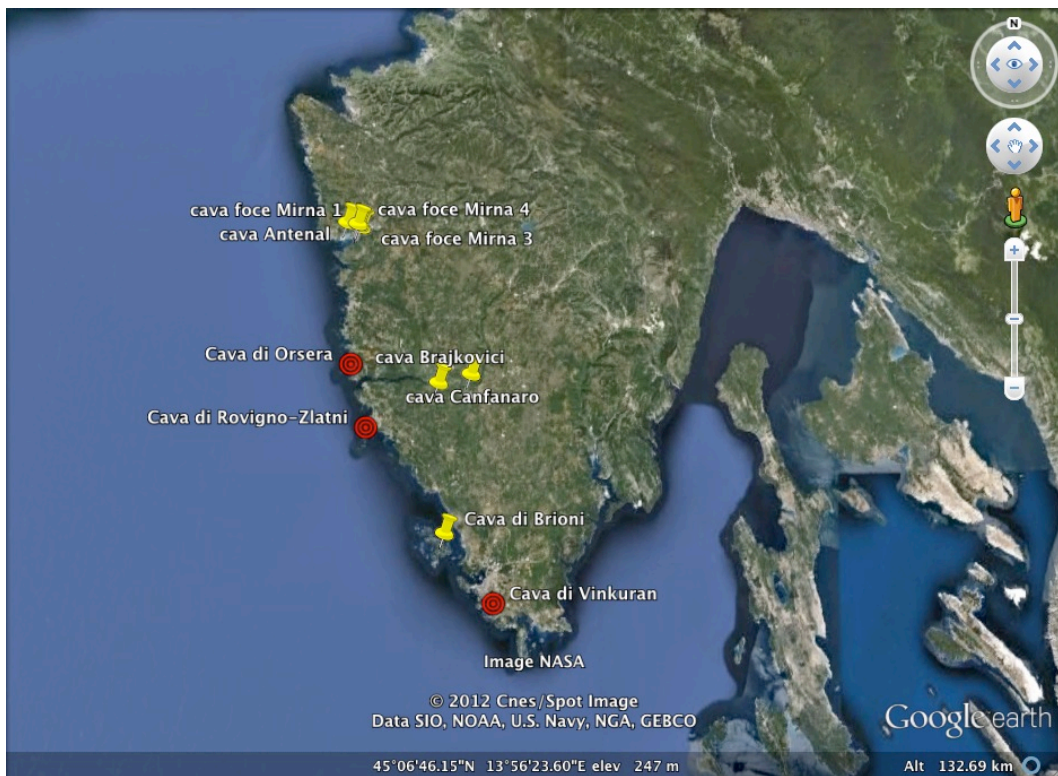 N
cava foce Mirna 1
cava foce Mirna 4
cava Antenal
cava foce Mirna 3
Cava di Orsera
cava Brajkovici
cava Canfanaro
Cava di Rovigno-Zlatni
Cava di Brioni
Cava di Vinkuran
Image NASA
© 2012 Cnes/Spot Image
Data SIO, NOAA, U.S. Navy, NGA, GEBCO
Google earth
45°06'46.15"N 13°56'23.60"E elev 247 m
Alt 132.69 km